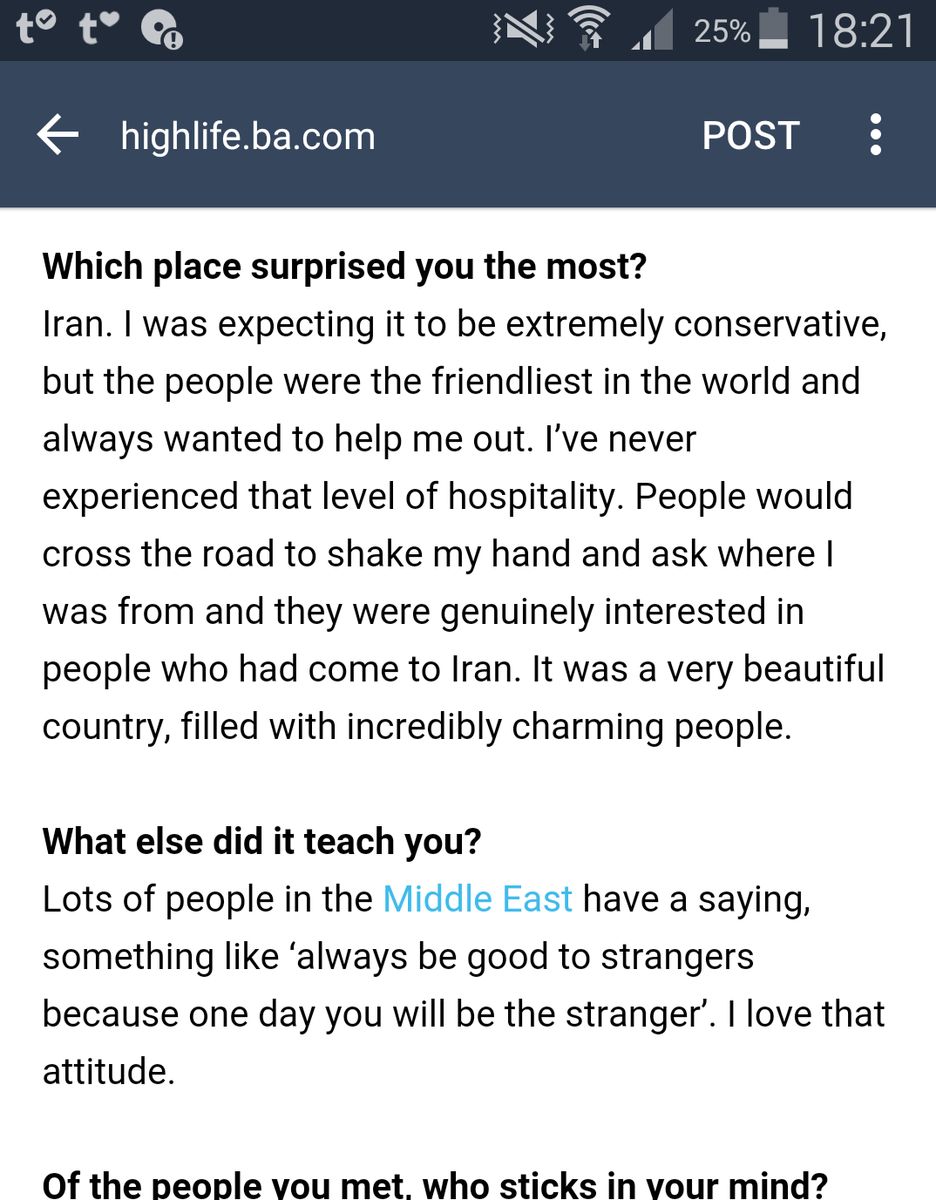 25% 18:21
highlife.ba.com POST
Which place surprised you the most?
Iran. I was expecting it to be extremely conservative,
but the people were the friendliest in the world and
always wanted to help me out. I’ve never
experienced that level of hospitality. People would
cross the road to shake my hand and ask where I
was from and they were genuinely interested in
people who had come to Iran. It was a very beautiful
country, filled with incredibly charming people.
What else did it teach you?
Lots of people in the Middle East have a saying,
something like ‘always be good to strangers
because one day you will be the stranger’. I love that
attitude.
Of the people you met, who sticks in your mind?